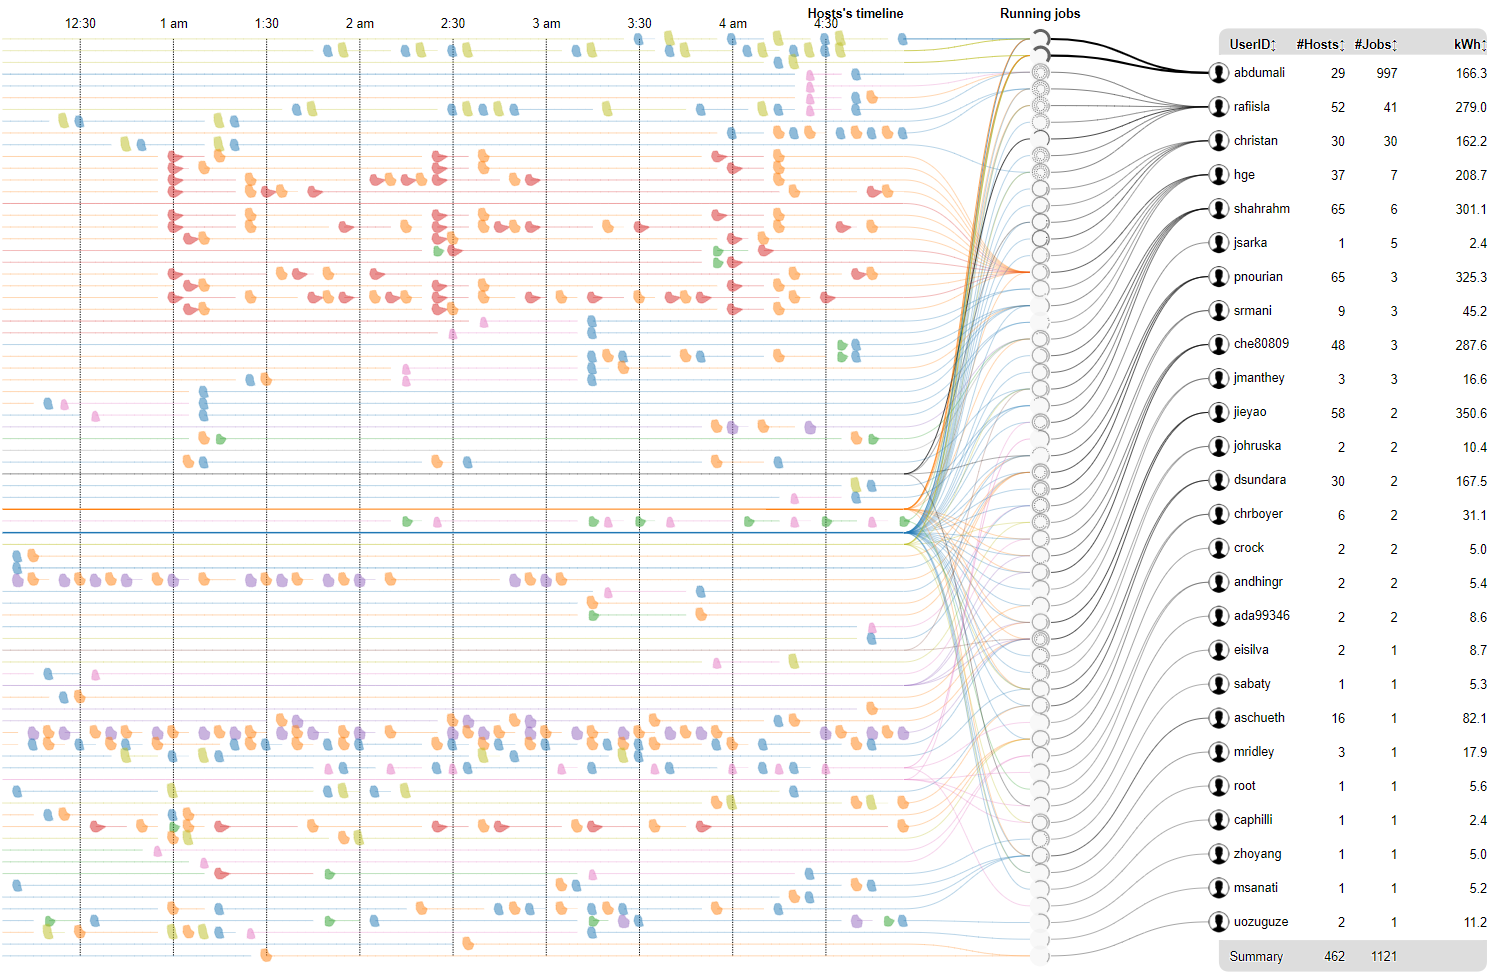 Hosts's timeline Running jobs
12:30 1 am 1:30 2 am 2:30 3 am 3:30 4 am 4:30
UserID #Hosts #Jobs kWh
abdumali 29 997 166.3
rafiisla 52 41 279.0
christan 30 30 162.2
hge 37 7 208.7
shahrahm 65 6 301.1
jsarka 1 5 2.4
pnourian 65 3 325.3
srmani 9 3 45.2
che80809 48 3 287.6
jmanthey 3 3 16.6
jieyao 58 2 350.6
johruska 2 2 10.4
dsundara 30 2 167.5
chrboyer 6 2 31.1
crock 2 2 5.0
andhingr 2 2 5.4
ada99346 2 2 8.6
eisilva 2 1 8.7
sabaty 1 1 5.3
aschueth 16 1 82.1
mridley 3 1 17.9
root 1 1 5.6
caphilli 1 1 2.4
zhoyang 1 1 5.0
msanati 1 1 5.2
uozuguze 2 1 11.2
Summary 462 1121